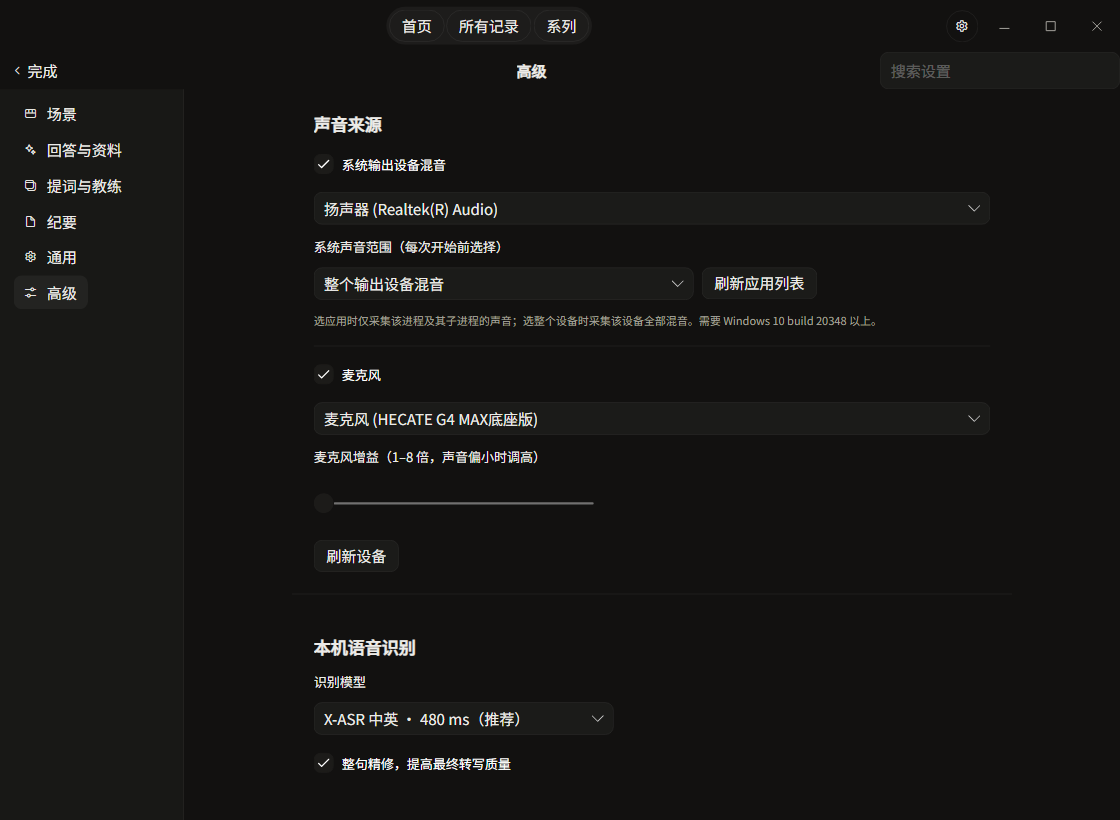 首页 所有记录 系列
完成 高级 搜索设置
场景
回答与资料
提词与教练
纪要
通用
高级
声音来源
系统输出设备混音
扬声器 (Realtek(R) Audio)
系统声音范围（每次开始前选择）
整个输出设备混音 刷新应用列表
选应用时仅采集该进程及其子进程的声音；选整个设备时采集该设备全部混音。需要 Windows 10 build 20348 以上。
麦克风
麦克风 (HECATE G4 MAX底座版)
麦克风增益（1–8 倍，声音偏小时调高）
刷新设备
本机语音识别
识别模型
X-ASR 中英 · 480 ms（推荐）
整句精修，提高最终转写质量